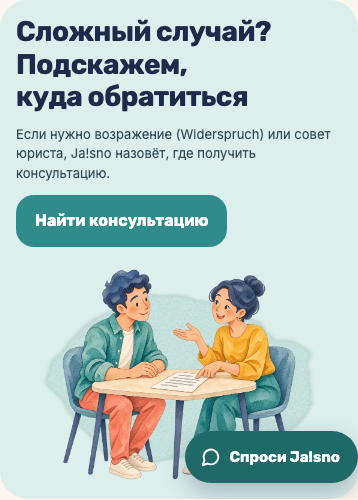 Сложный случай?
Подскажем,
куда обратиться
Если нужно возражение (Widerspruch) или совет
юриста, Ja!sno назовёт, где получить
консультацию.
Найти консультацию
Спроси Ja!sno